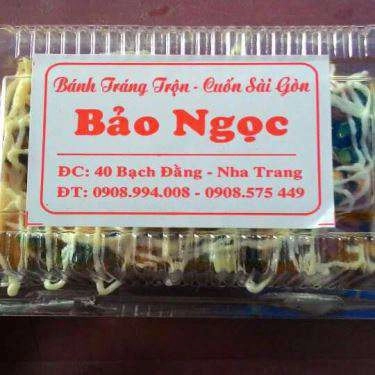 Bánh Tráng Trộn - Cuốn Sài Gòn
Bảo Ngọc
ĐC: 40 Bạch Đằng - Nha Trang
ĐT: 0908.994.008 - 0908.575 449